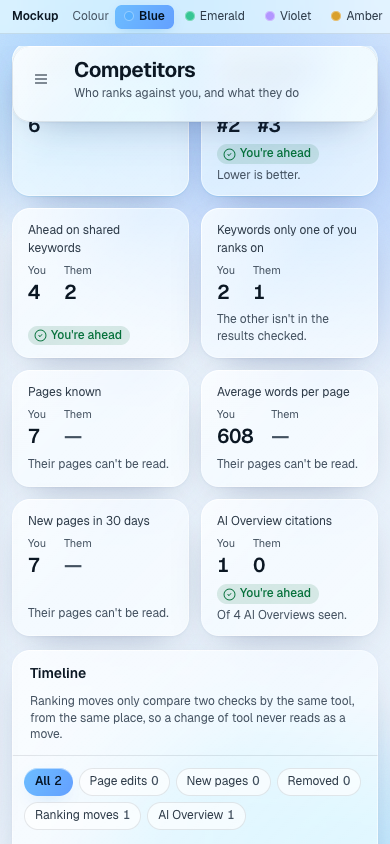 Mockup Colour Blue Emerald Violet Amber
Competitors
Who ranks against you, and what they do
6
#2 #3
You're ahead
Lower is better.
Ahead on shared
keywords
You Them
4 2
You're ahead
Keywords only one of you
ranks on
You Them
2 1
The other isn't in the
results checked.
Pages known
You Them
7 —
Their pages can't be read.
Average words per page
You Them
608 —
Their pages can't be read.
New pages in 30 days
You Them
7 —
Their pages can't be read.
AI Overview citations
You Them
1 0
You're ahead
Of 4 AI Overviews seen.
Timeline
Ranking moves only compare two checks by the same tool,
from the same place, so a change of tool never reads as a
move.
All 2 Page edits 0 New pages 0 Removed 0
Ranking moves 1 AI Overview 1